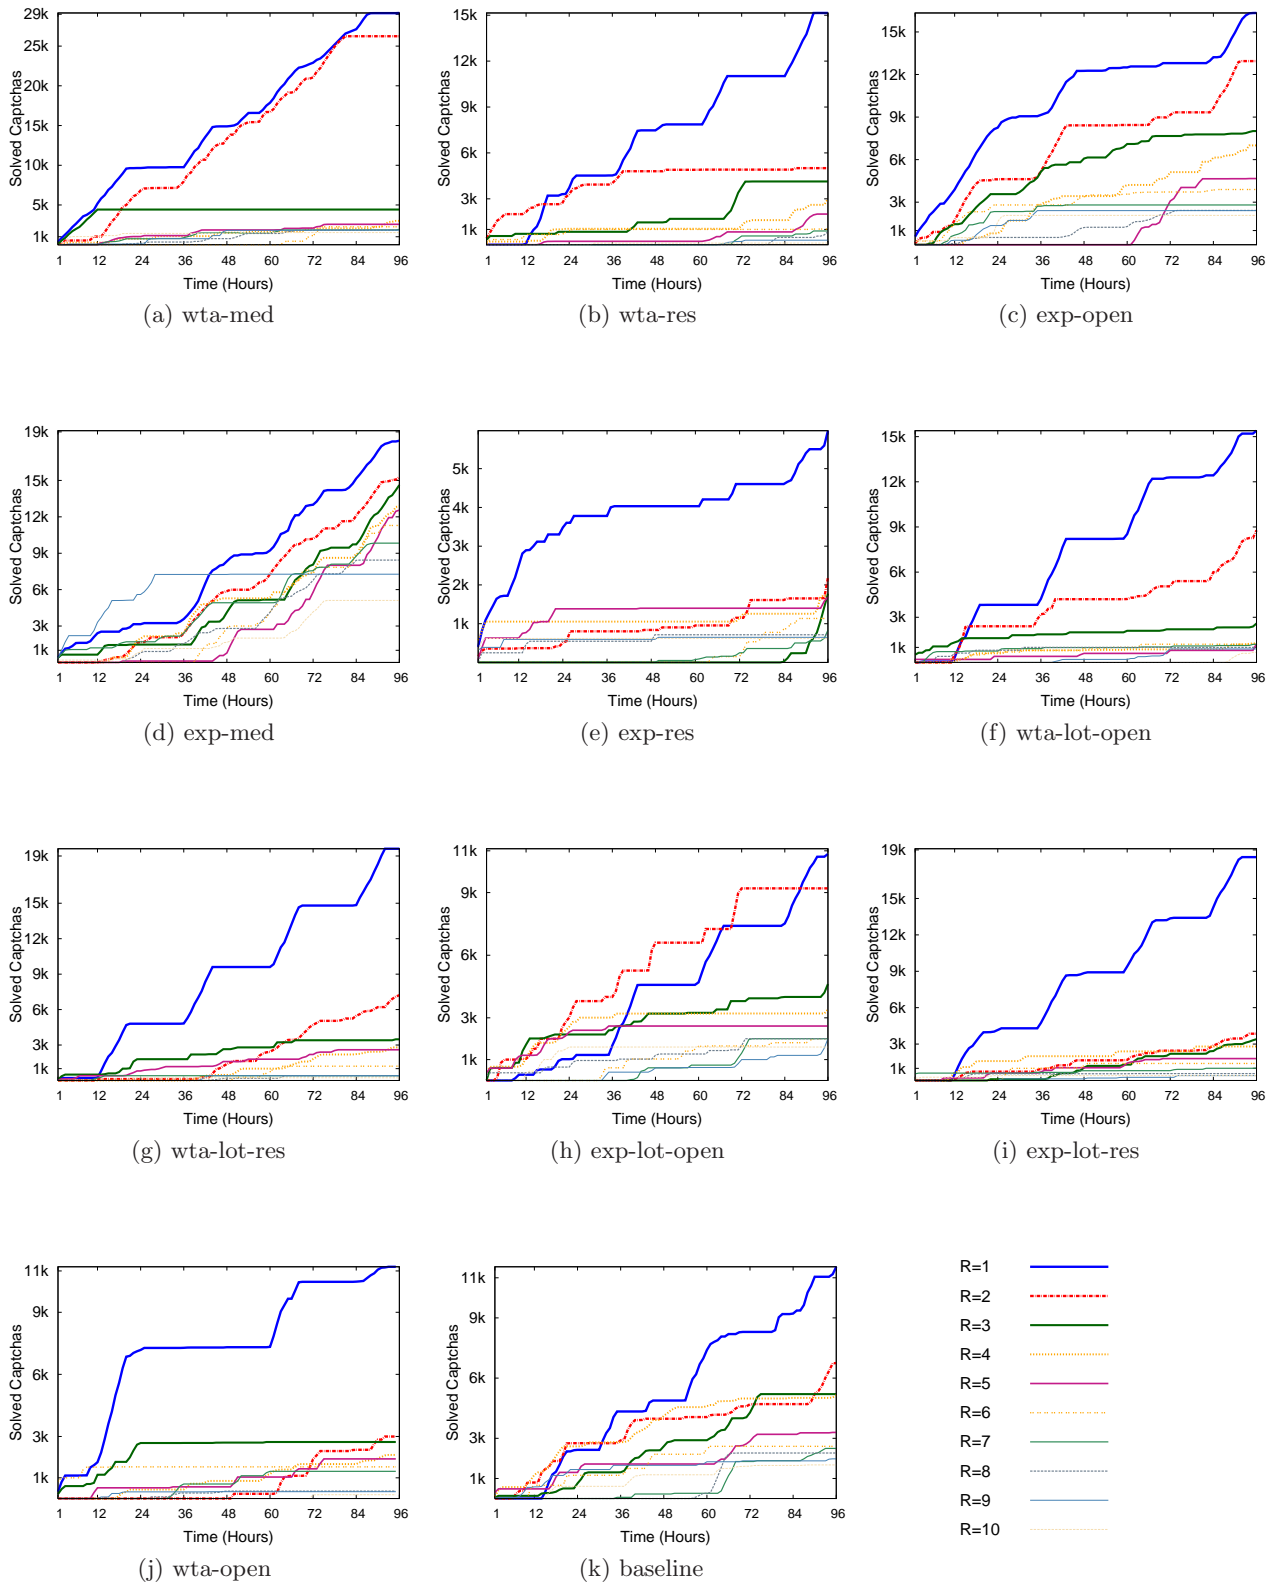 29k
25k
20k
15k
10k
5k
1k
Solved Captchas
1 12 24 36 48 60 72 84 96
Time (Hours)
(a) wta-med
15k
12k
9k
6k
3k
1k
Solved Captchas
1 12 24 36 48 60 72 84 96
Time (Hours)
(b) wta-res
15k
12k
9k
6k
3k
1k
Solved Captchas
1 12 24 36 48 60 72 84 96
Time (Hours)
(c) exp-open
19k
15k
12k
9k
6k
3k
1k
Solved Captchas
1 12 24 36 48 60 72 84 96
Time (Hours)
(d) exp-med
5k
4k
3k
2k
1k
Solved Captchas
1 12 24 36 48 60 72 84 96
Time (Hours)
(e) exp-res
15k
12k
9k
6k
3k
1k
Solved Captchas
1 12 24 36 48 60 72 84 96
Time (Hours)
(f) wta-lot-open
19k
15k
12k
9k
6k
3k
1k
Solved Captchas
1 12 24 36 48 60 72 84 96
Time (Hours)
(g) wta-lot-res
11k
9k
6k
3k
1k
Solved Captchas
1 12 24 36 48 60 72 84 96
Time (Hours)
(h) exp-lot-open
19k
15k
12k
9k
6k
3k
1k
Solved Captchas
1 12 24 36 48 60 72 84 96
Time (Hours)
(i) exp-lot-res
11k
9k
6k
3k
1k
Solved Captchas
1 12 24 36 48 60 72 84 96
Time (Hours)
(j) wta-open
11k
9k
6k
3k
1k
Solved Captchas
1 12 24 36 48 60 72 84 96
Time (Hours)
(k) baseline
R=1
R=2
R=3
R=4
R=5
R=6
R=7
R=8
R=9
R=10